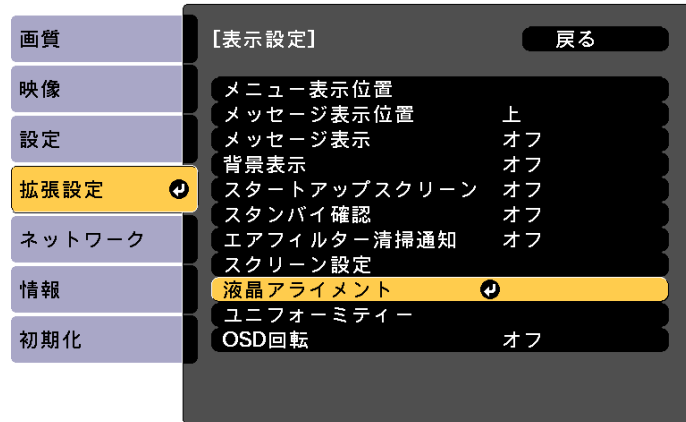 画質
映像
設定
拡張設定
ネットワーク
情報
初期化
[表示設定]
戻る
メニュー表示位置
メッセージ表示位置 上
メッセージ表示 オフ
背景表示 オフ
スタートアップスクリーン オフ
スタンバイ確認 オフ
エアフィルター清掃通知 オフ
スクリーン設定
液晶アライメント
ユニフォーミティー
OSD回転 オフ